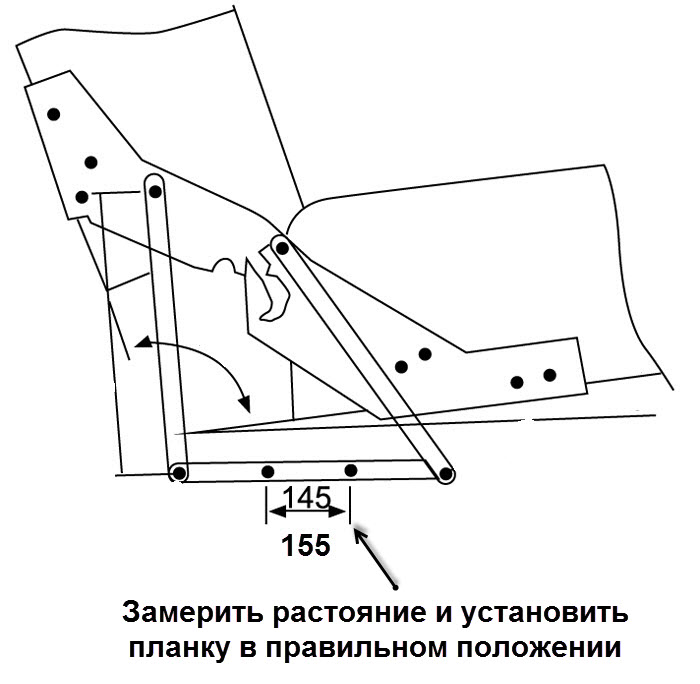 145
155
Замерить растояние и установить
планку в правильном положении